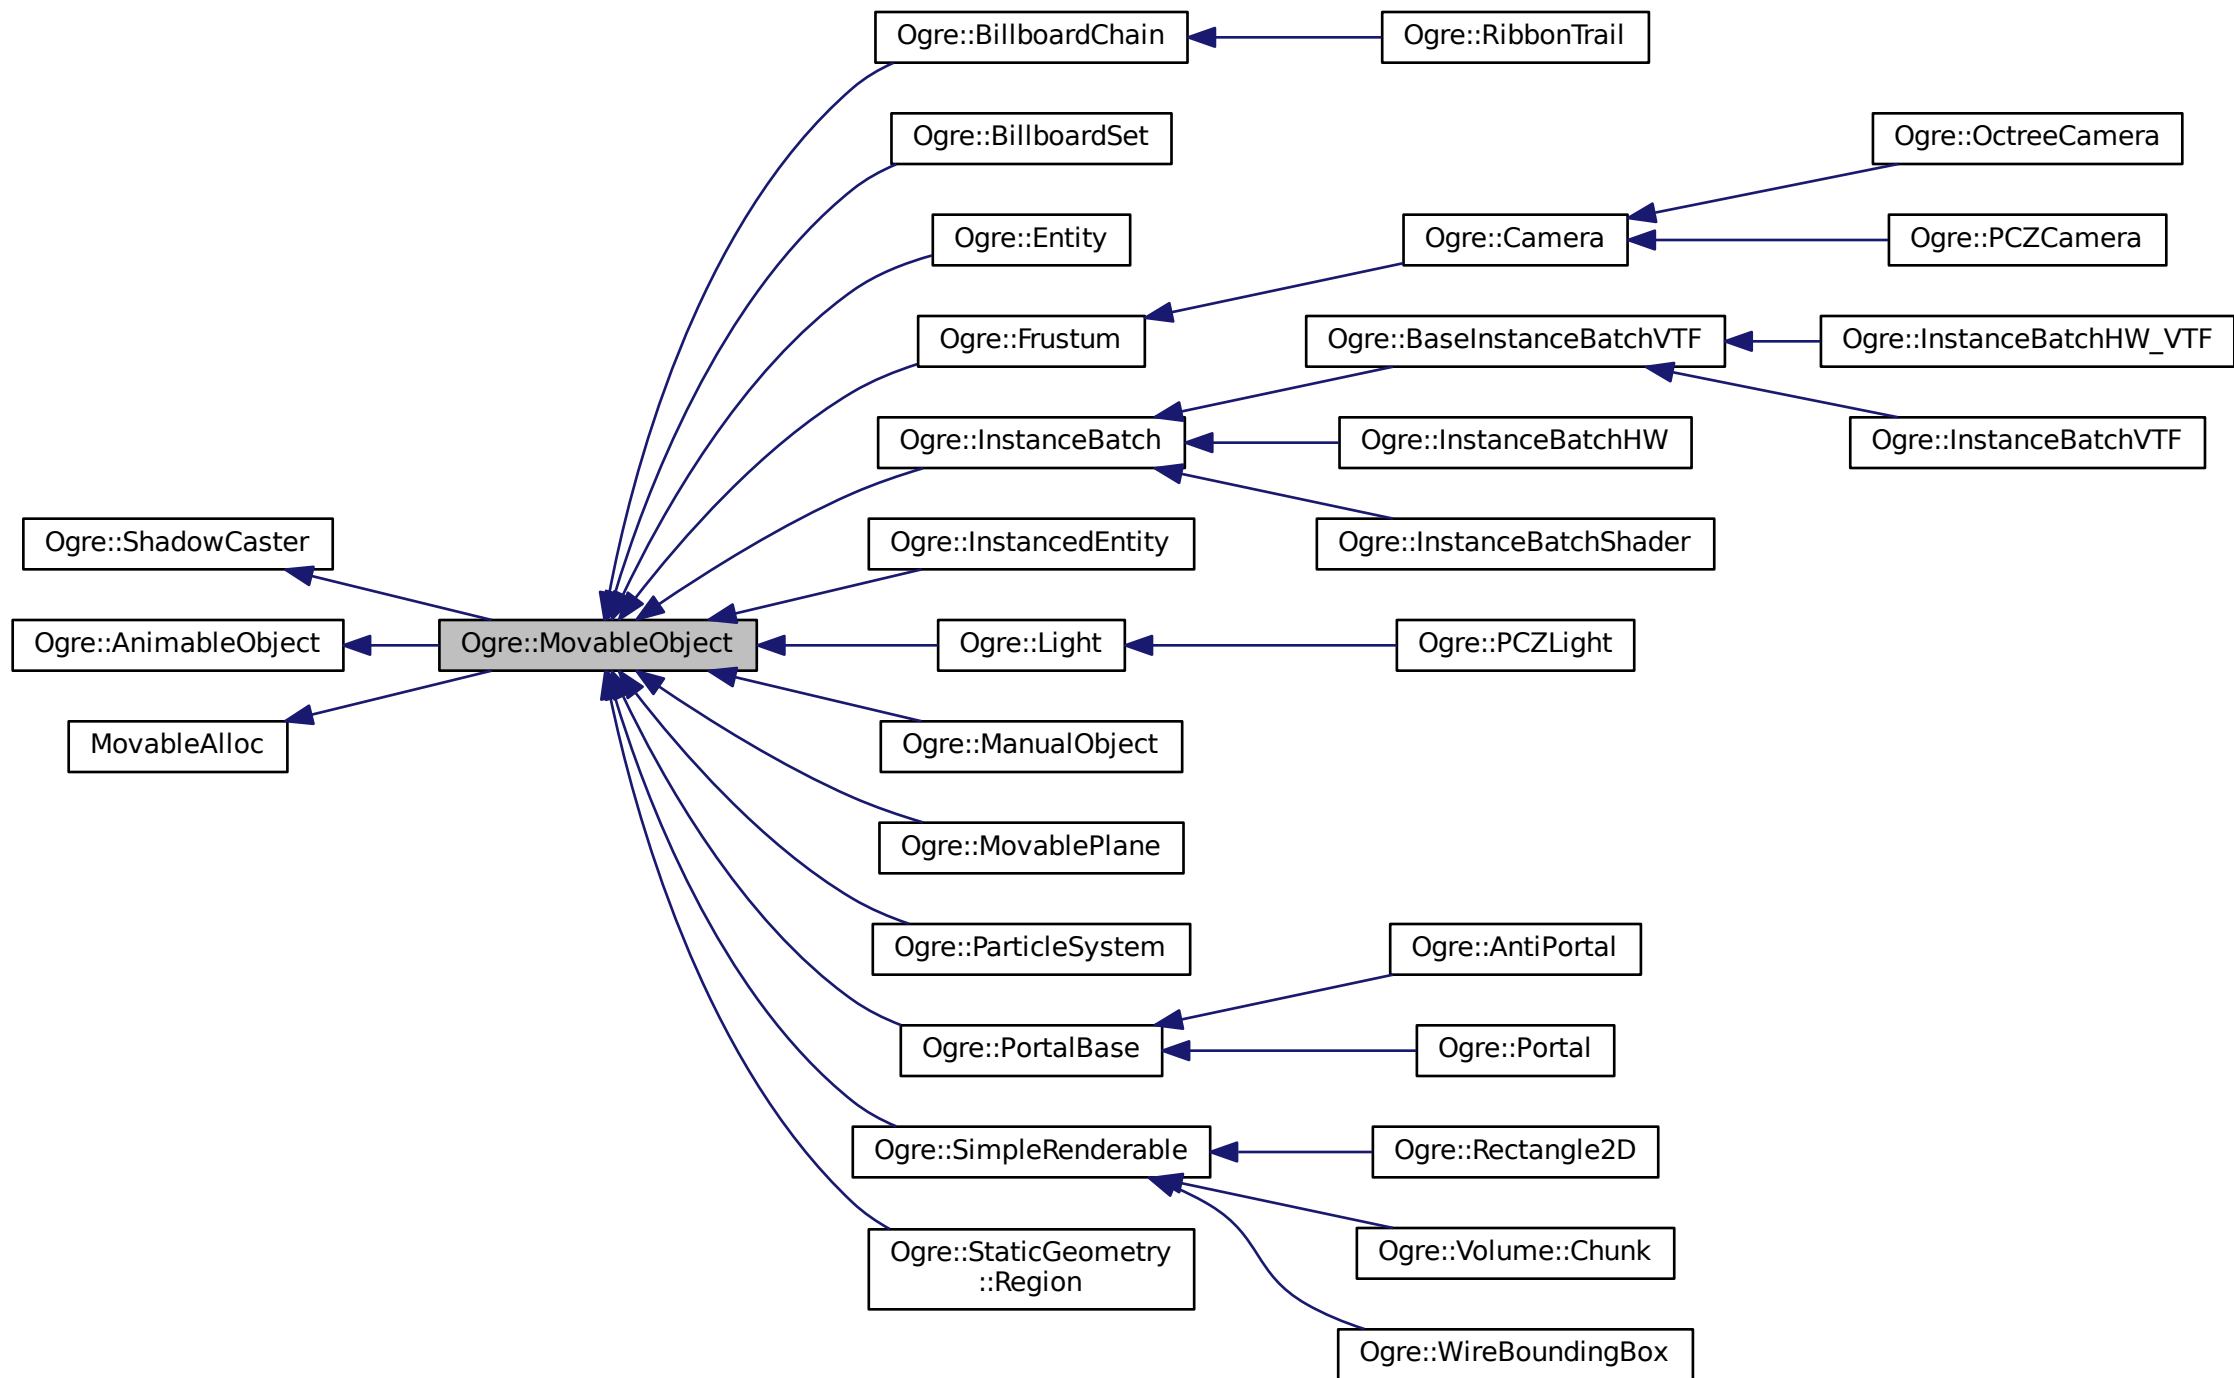 Ogre::BillboardChain
Ogre::RibbonTrail
Ogre::BillboardSet
Ogre::OctreeCamera
Ogre::Entity
Ogre::Camera
Ogre::PCZCamera
Ogre::Frustum
Ogre::BaseInstanceBatchVTF
Ogre::InstanceBatchHW_VTF
Ogre::InstanceBatch
Ogre::InstanceBatchHW
Ogre::InstanceBatchVTF
Ogre::ShadowCaster
Ogre::InstancedEntity
Ogre::InstanceBatchShader
Ogre::AnimableObject
Ogre::MovableObject
Ogre::Light
Ogre::PCZLight
MovableAlloc
Ogre::ManualObject
Ogre::MovablePlane
Ogre::ParticleSystem
Ogre::AntiPortal
Ogre::PortalBase
Ogre::Portal
Ogre::SimpleRenderable
Ogre::Rectangle2D
Ogre::StaticGeometry
::Region
Ogre::Volume::Chunk
Ogre::WireBoundingBox